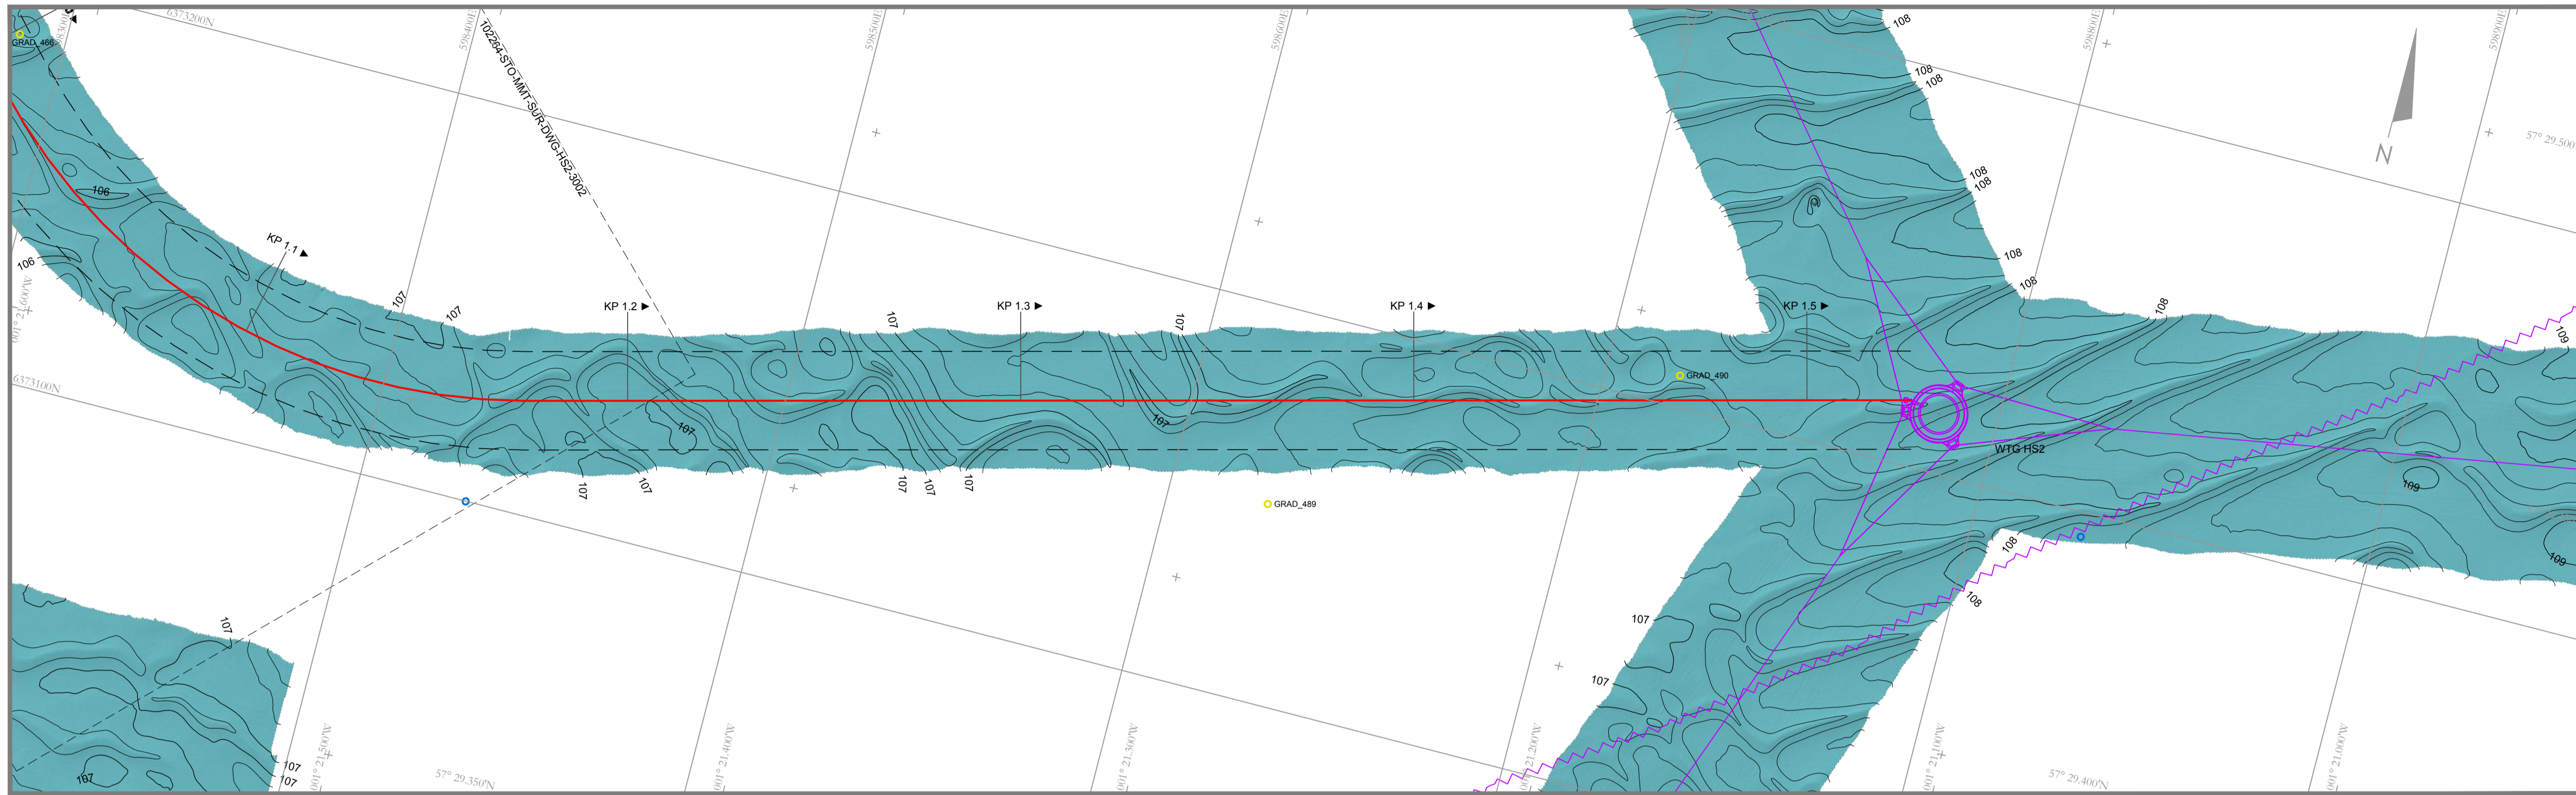 6373200N
598300E
598400E
598500E
598600E
598800E
598900E
108
GRAD_466
102264-STO-MMT-SUR-DWG-HS2-3002
108
108
57° 29.500'
N
108
108
106
KP 1.1
108
106
108
001° 21.600'W
107
107
KP 1.2
KP 1.3
KP 1.4
KP 1.5
107
107
108
109
6373100N
GRAD_490
107
107
WTG HS2
107
107
107
107
107
109
GRAD_489
108
109
108
107
107
107
107
107
107
001° 21.500'W
001° 21.400'W
001° 21.300'W
001° 21.200'W
001° 21.100'W
001° 21.000'W
57° 29.350'N
57° 29.400'N